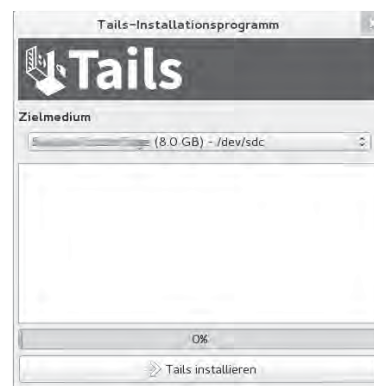 Tails-Installationsprogramm
Tails
Zielmedium
(8.0 GB) - /dev/sdc
0%
Tails installieren